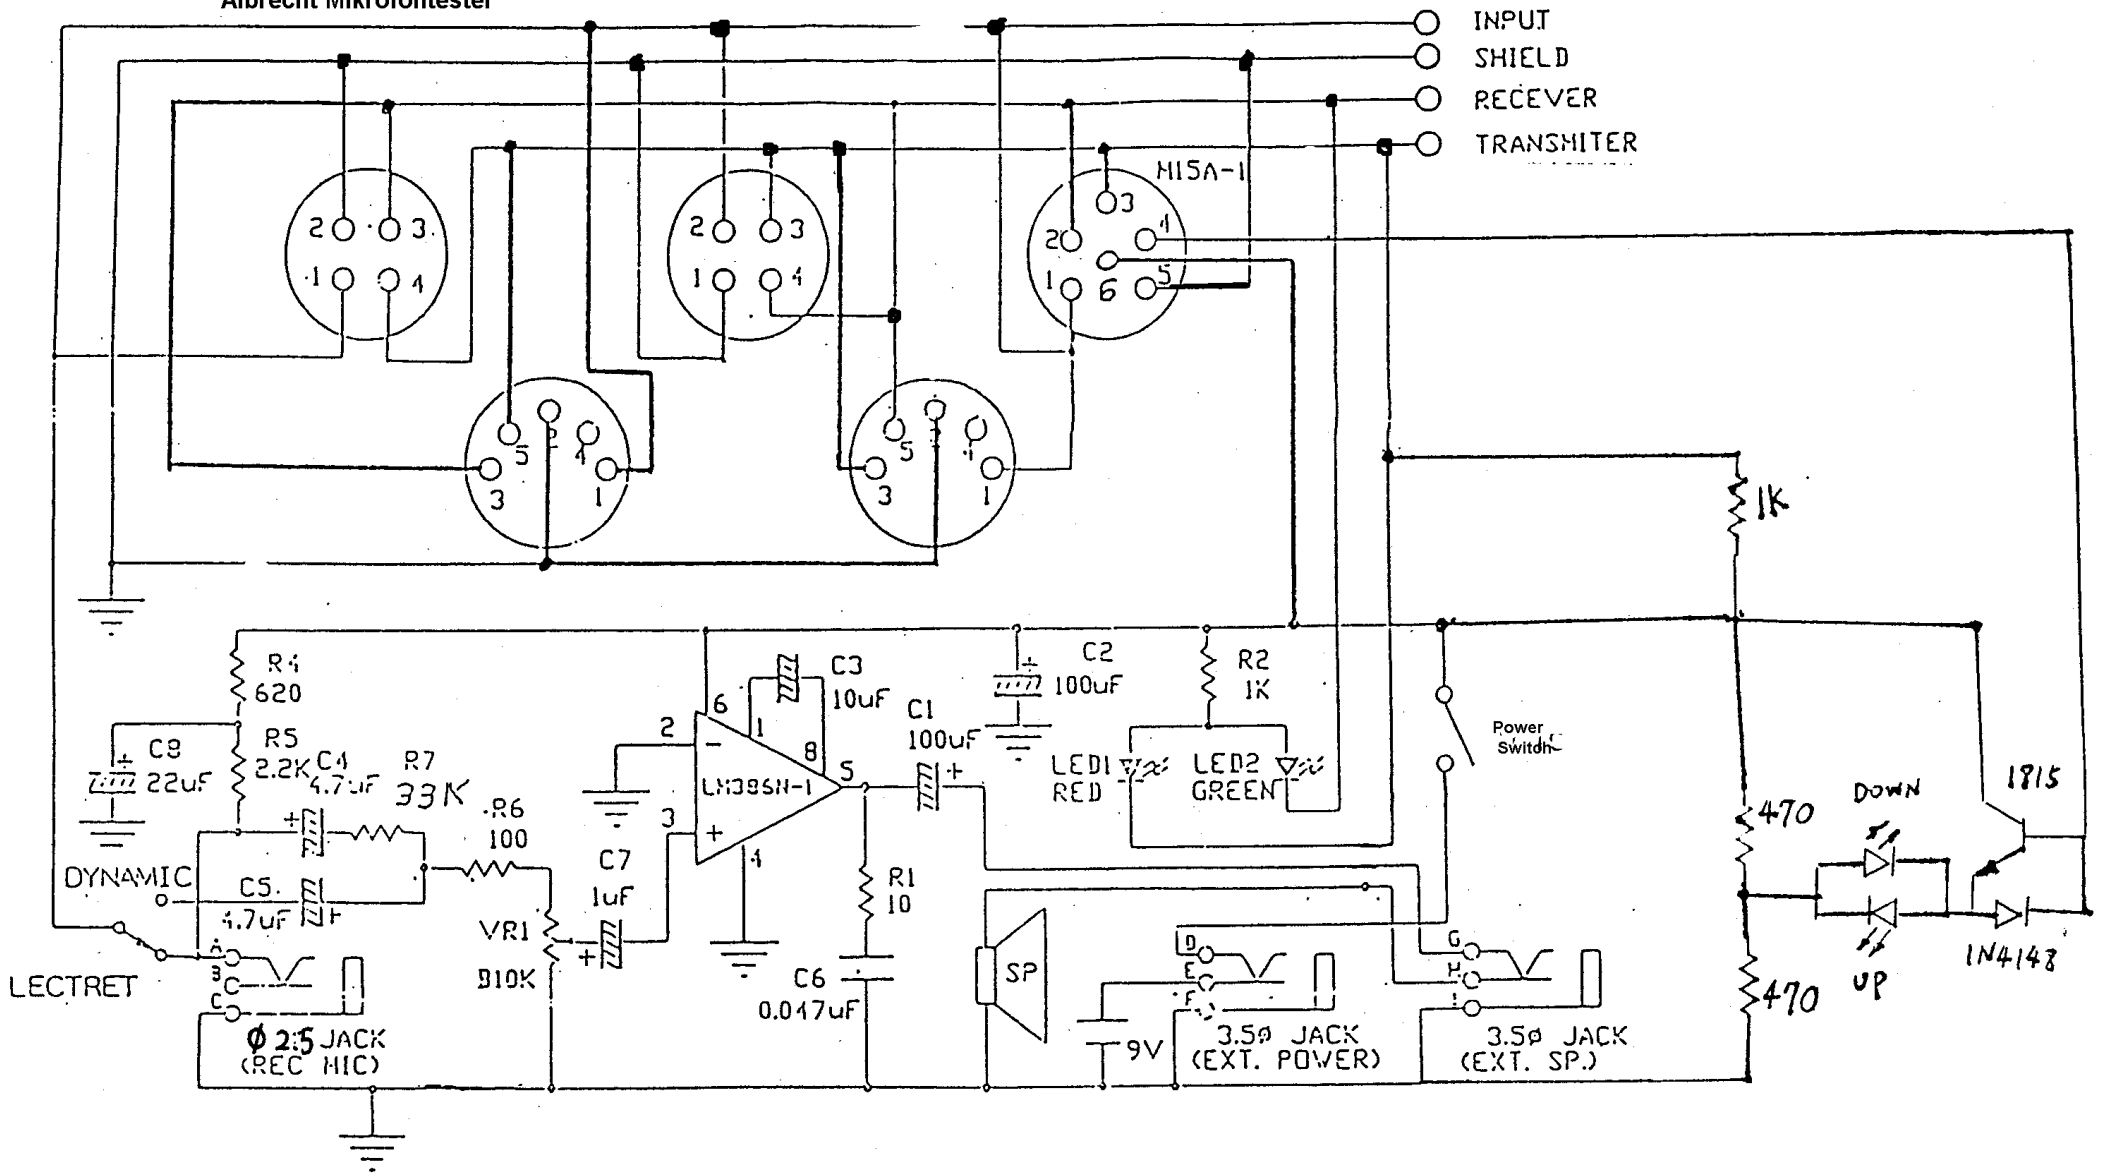 Albrecht Mikrofontester
INPUT
SHIELD
RECEVER
TRANSMITER
M15A-1
2 3
1 4
2 3
1 4
3
2 4
1 6 5
5 2 4
3 1
5 4
3 1
1K
R4
620
C8
22uF
R5
2.2K
C4
4.7uF
R7
33K
R6
100
C5
4.7uF
DYNAMIC
LECTRET
A
B
C
Ø 2.5 JACK
(REC MIC)
VR1
B10K
C7
1uF
2
6
1
8
3
4
5
LM386N-1
C3
10uF
C1
100uF
C2
100uF
R2
1K
LED1
RED
LED2
GREEN
R1
10
C6
0.047uF
SP
Power
Switch
D
E
F
9V
3.5ø JACK
(EXT. POWER)
G
H
I
3.5ø JACK
(EXT. SP.)
470
470
DOWN
UP
1815
1N4148